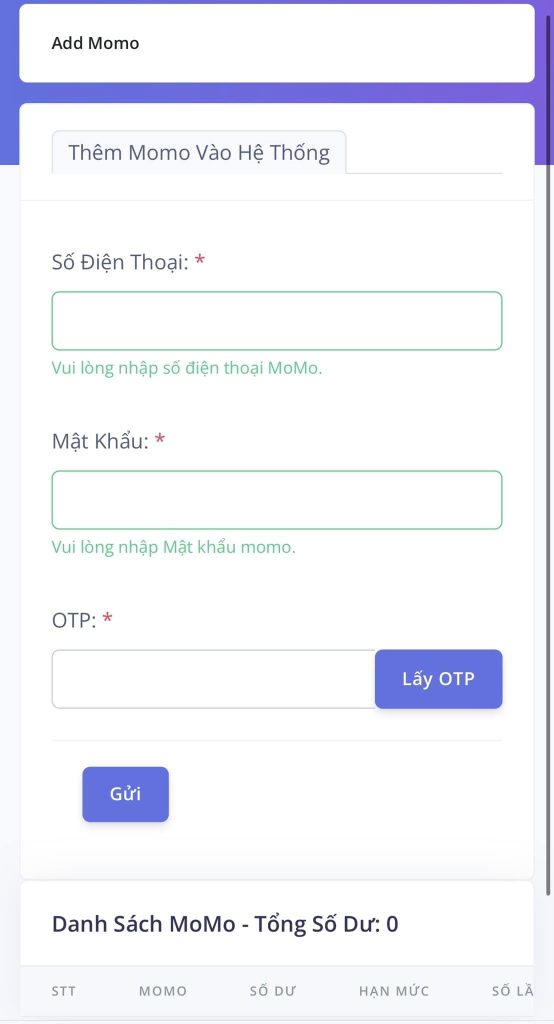 Add Momo
Thêm Momo Vào Hệ Thống
Số Điện Thoại: *
Vui lòng nhập số điện thoại MoMo.
Mật Khẩu: *
Vui lòng nhập Mật khẩu momo.
OTP: *
Lấy OTP
Gửi
Danh Sách MoMo - Tổng Số Dư: 0
STT MOMO SỐ DƯ HẠN MỨC SỐ LẦ